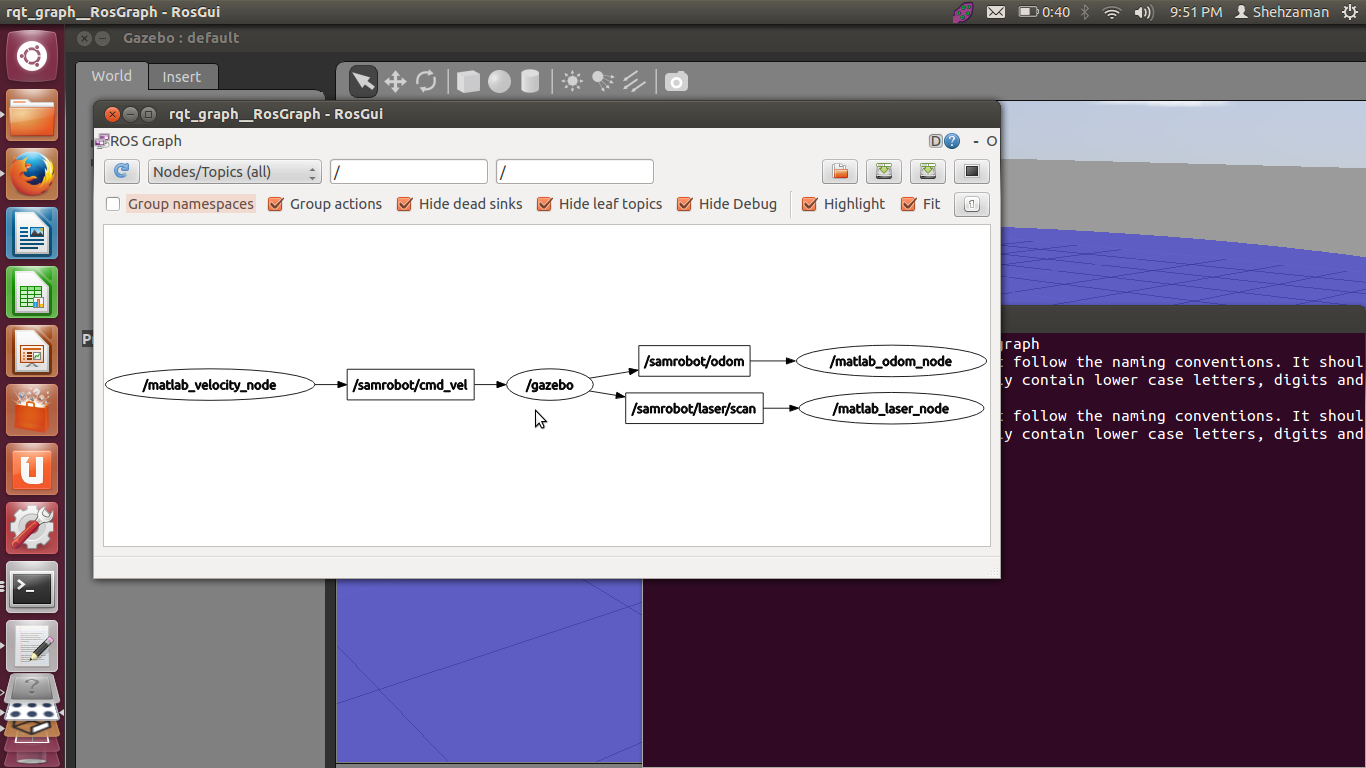 rqt_graph__RosGraph - RosGui
0:40
9:51 PM
Shehzaman
Gazebo : default
World
Insert
rqt_graph__RosGraph - RosGui
ROS Graph
D
- O
Nodes/Topics (all)
/
/
Group namespaces
Group actions
Hide dead sinks
Hide leaf topics
Hide Debug
Highlight
Fit
/matlab_velocity_node
/samrobot/cmd_vel
/gazebo
/samrobot/odom
/matlab_odom_node
/samrobot/laser/scan
/matlab_laser_node
graph
t follow the naming conventions. It shoul
y contain lower case letters, digits and
t follow the naming conventions. It shoul
y contain lower case letters, digits and